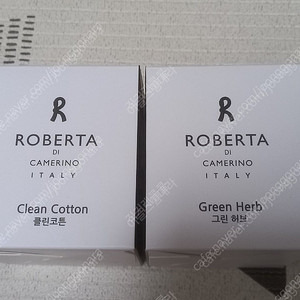 R
ROBERTA
DI
CAMERINO
ITALY
Clean Cotton
클린코튼
R
ROBERTA
DI
CAMERINO
ITALY
Green Herb
그린 허브